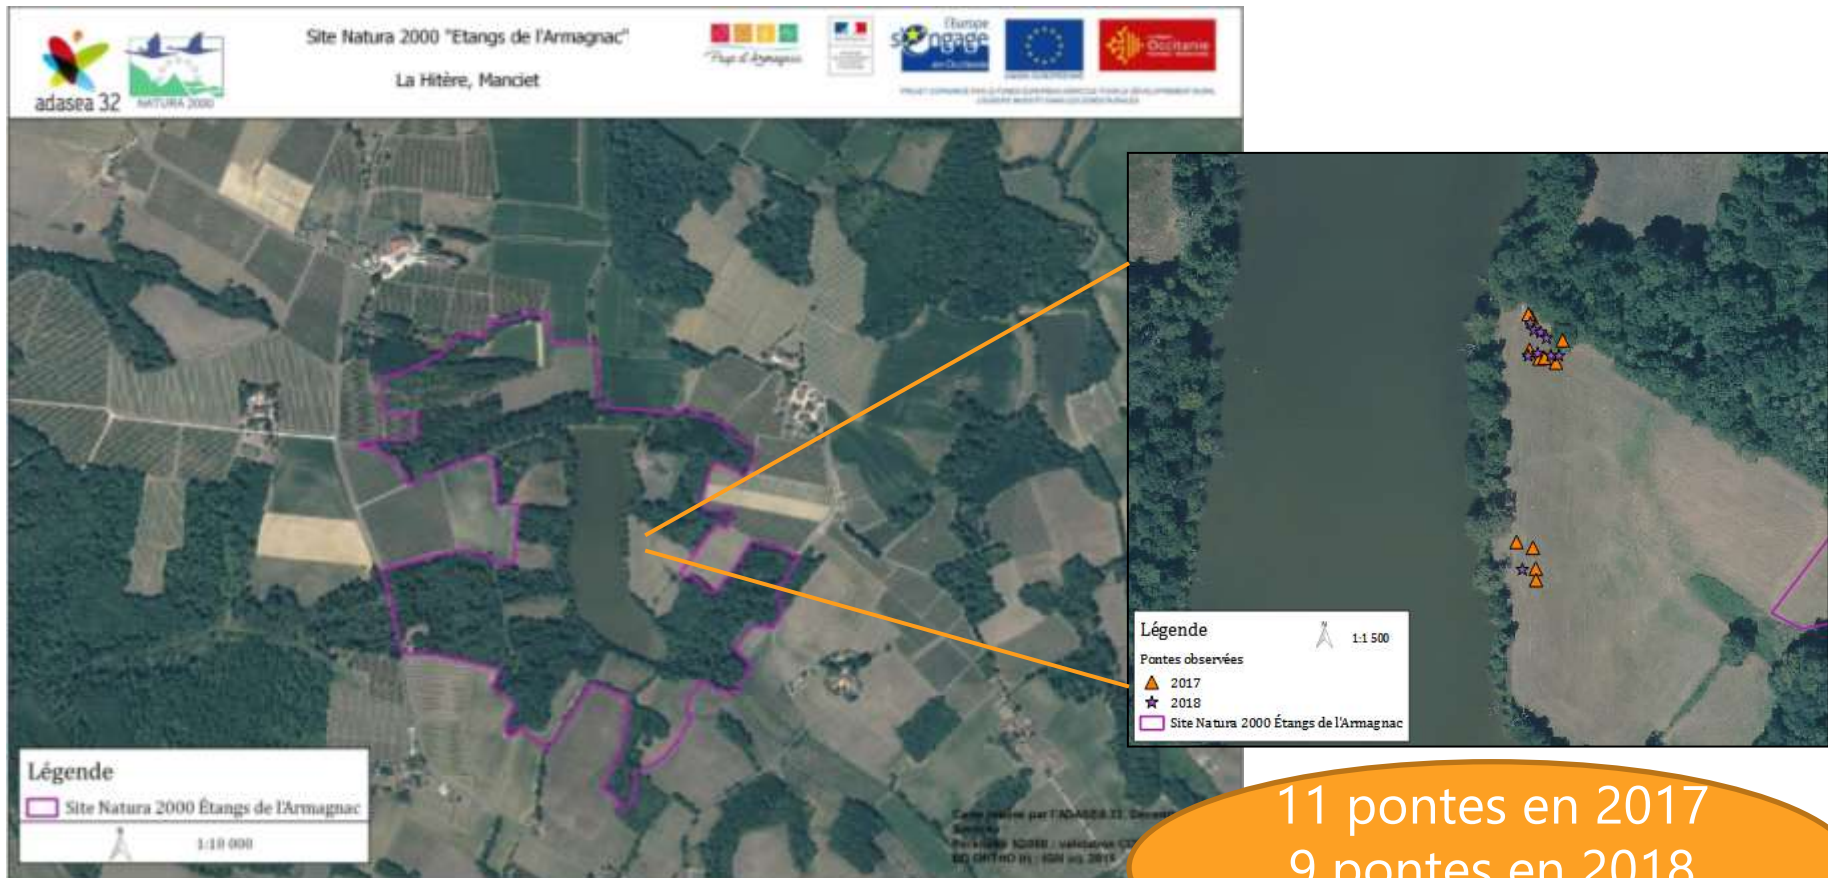 Site Natura 2000 "Etangs de l'Armagnac"
La Hitère, Manciet
adasea 32
NATURA 2000
Pays d'Armagnac
l'Europe
s'engage
en Occitanie
UNION EUROPEENNE
Occitanie
Légende
Site Natura 2000 Étangs de l'Armagnac
N
1:10 000
Légende
N
1:1 500
Pontes observées
2017
2018
Site Natura 2000 Étangs de l'Armagnac
11 pontes en 2017
9 pontes en 2018